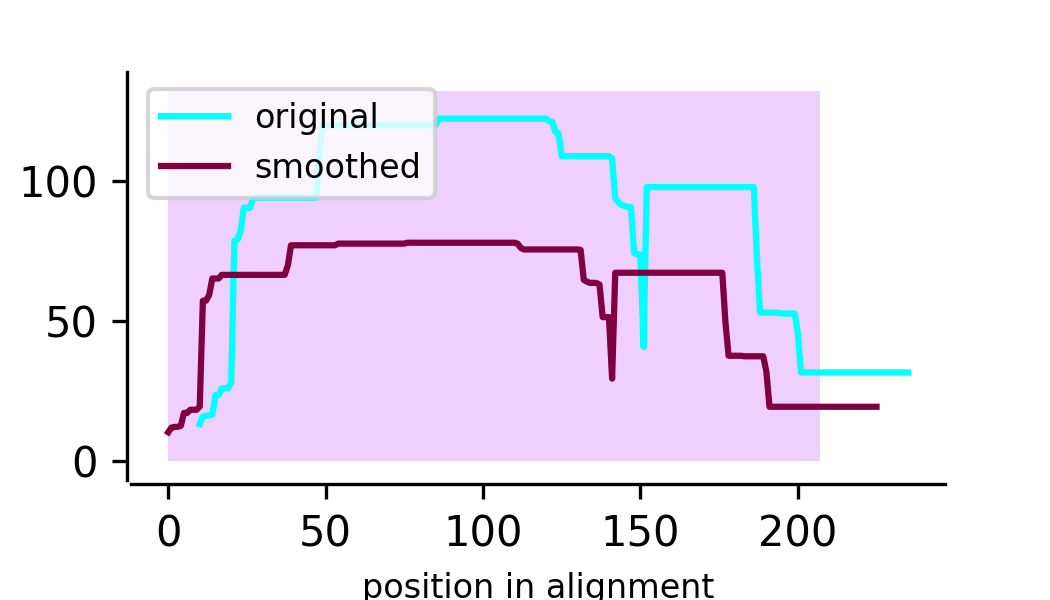 original
smoothed
100
50
0
0 50 100 150 200
position in alignment